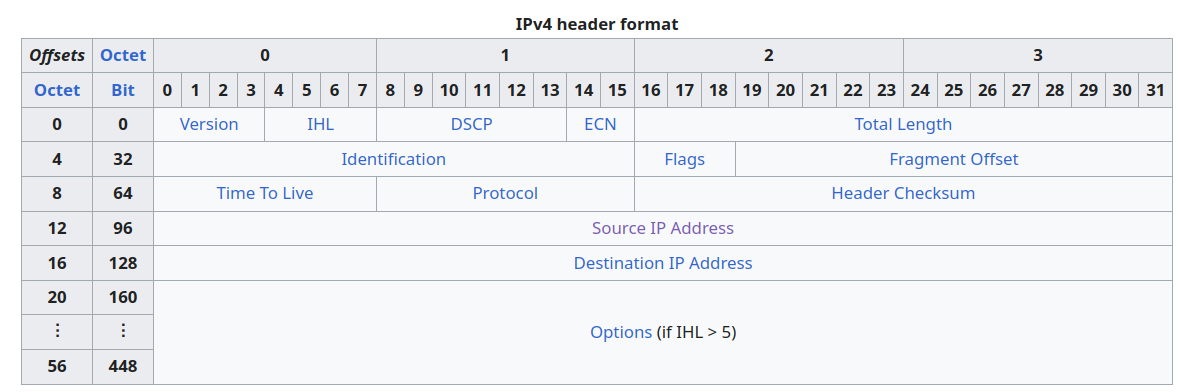 IPv4 header format
Offsets Octet 0 1 2 3
Octet Bit 0 1 2 3 4 5 6 7 8 9 10 11 12 13 14 15 16 17 18 19 20 21 22 23 24 25 26 27 28 29 30 31
0 0 Version IHL DSCP ECN Total Length
4 32 Identification Flags Fragment Offset
8 64 Time To Live Protocol Header Checksum
12 96 Source IP Address
16 128 Destination IP Address
20 160
⋮ ⋮ Options (if IHL > 5)
56 448